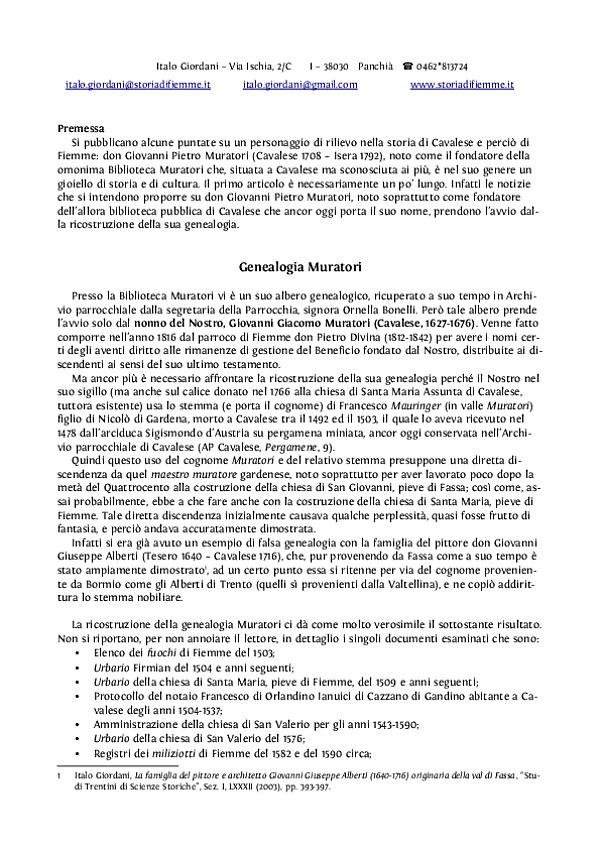 Italo Giordani – Via Ischia, 2/C I – 38030 Panchià ☎ 0462*813724
italo.giordani@storiadifiemme.it italo.giordani@gmail.com www.storiadifiemme.it
Premessa
Si pubblicano alcune puntate su un personaggio di rilievo nella storia di Cavalese e perciò di
Fiemme: don Giovanni Pietro Muratori (Cavalese 1708 – Isera 1792), noto come il fondatore della
omonima Biblioteca Muratori che, situata a Cavalese ma sconosciuta ai più, è nel suo genere un
gioiello di storia e di cultura. Il primo articolo è necessariamente un po' lungo. Infatti le notizie
che si intendono proporre su don Giovanni Pietro Muratori, noto soprattutto come fondatore
dell'allora biblioteca pubblica di Cavalese che ancor oggi porta il suo nome, prendono l'avvio dal-
la ricostruzione della sua genealogia.
Genealogia Muratori
Presso la Biblioteca Muratori vi è un suo albero genealogico, ricuperato a suo tempo in Archi-
vio parrocchiale dalla segretaria della Parrocchia, signora Ornella Bonelli. Però tale albero prende
l'avvio solo dal nonno del Nostro, Giovanni Giacomo Muratori (Cavalese, 1627-1676). Venne fatto
comporre nell'anno 1816 dal parroco di Fiemme don Pietro Divina (1812-1842) per avere i nomi cer-
ti degli aventi diritto alle rimanenze di gestione del Beneficio fondato dal Nostro, distribuite ai di-
scendenti ai sensi del suo ultimo testamento.
Ma ancor più è necessario affrontare la ricostruzione della sua genealogia perché il Nostro nel
suo sigillo (ma anche sul calice donato nel 1766 alla chiesa di Santa Maria Assunta di Cavalese,
tuttora esistente) usa lo stemma (e porta il cognome) di Francesco Mauringer (in valle Muratori)
figlio di Nicolò di Gardena, morto a Cavalese tra il 1492 ed il 1503, il quale lo aveva ricevuto nel
1478 dall'arciduca Sigismondo d'Austria su pergamena miniata, ancor oggi conservata nell'Archi-
vio parrocchiale di Cavalese (AP Cavalese, Pergamene, 9).
Quindi questo uso del cognome Muratori e del relativo stemma presuppone una diretta di-
scendenza da quel maestro muratore gardenese, noto soprattutto per aver lavorato poco dopo la
metà del Quattrocento alla costruzione della chiesa di San Giovanni, pieve di Fassa; così come, as-
sai probabilmente, ebbe a che fare anche con la costruzione della chiesa di Santa Maria, pieve di
Fiemme. Tale diretta discendenza inizialmente causava qualche perplessità, quasi fosse frutto di
fantasia, e perciò andava accuratamente dimostrata.
Infatti si era già avuto un esempio di falsa genealogia con la famiglia del pittore don Giovanni
Giuseppe Alberti (Tesero 1640 – Cavalese 1716), che, pur provenendo da Fassa come a suo tempo è
stato ampiamente dimostrato¹, ad un certo punto essa si ritenne per via del cognome provenien-
te da Bormio come gli Alberti di Trento (quelli sì provenienti dalla Valtellina), e ne copiò addirit-
tura lo stemma nobiliare.
La ricostruzione della genealogia Muratori ci dà come molto verosimile il sottostante risultato.
Non si riportano, per non annoiare il lettore, in dettaglio i singoli documenti esaminati che sono:
• Elenco dei fuochi di Fiemme del 1503;
• Urbario Firmian del 1504 e anni seguenti;
• Urbario della chiesa di Santa Maria, pieve di Fiemme, del 1509 e anni seguenti;
• Protocollo del notaio Francesco di Orlandino Ianuici di Cazzano di Gandino abitante a Ca-
valese degli anni 1504-1537;
• Amministrazione della chiesa di San Valerio per gli anni 1543-1590;
• Urbario della chiesa di San Valerio del 1576;
• Registri dei miliziotti di Fiemme del 1582 e del 1590 circa;
1 Italo Giordani, La famiglia del pittore e architetto Giovanni Giuseppe Alberti (1640-1716) originaria della val di Fassa, "Stu-
di Trentini di Scienze Storiche", Sez. I, LXXXII (2003), pp. 393-397.